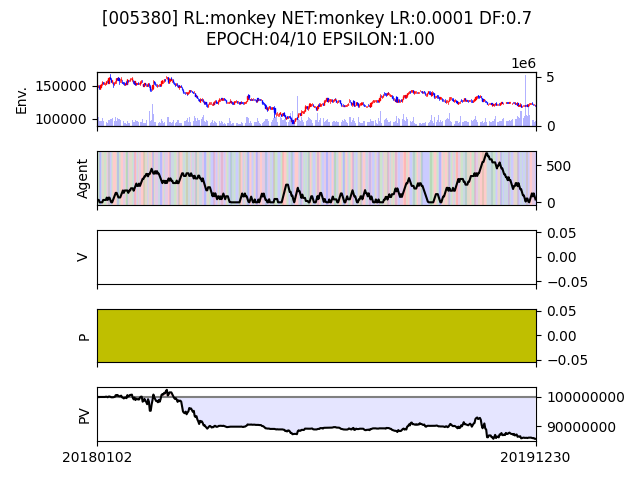 [005380] RL:monkey NET:monkey LR:0.0001 DF:0.7
EPOCH:04/10 EPSILON:1.00
1e6
Env.
150000
100000
5
0
Agent
500
0
V
0.05
0.00
−0.05
P
0.05
0.00
−0.05
PV
100000000
90000000
20180102
20191230